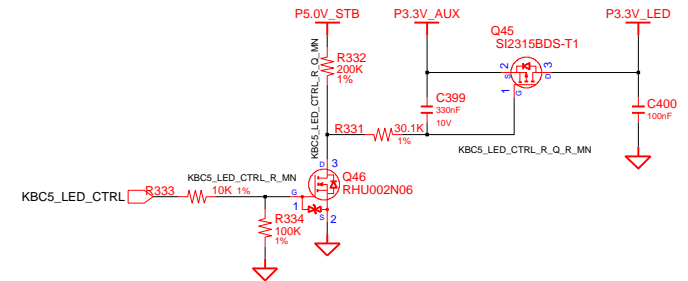 P5.0V_STB
P3.3V_AUX
P3.3V_LED
Q45
SI2315BDS-T1
R332
200K
1%
KBC5_LED_CTRL_R_Q_MN
2
S
3
D
1
G
C399
330nF
10V
C400
100nF
R331
30.1K
1%
KBC5_LED_CTRL_R_Q_R_MN
D
3
Q46
RHU002N06
KBC5_LED_CTRL_R_MN
KBC5_LED_CTRL
R333
10K
1%
G
1
S
2
R334
100K
1%